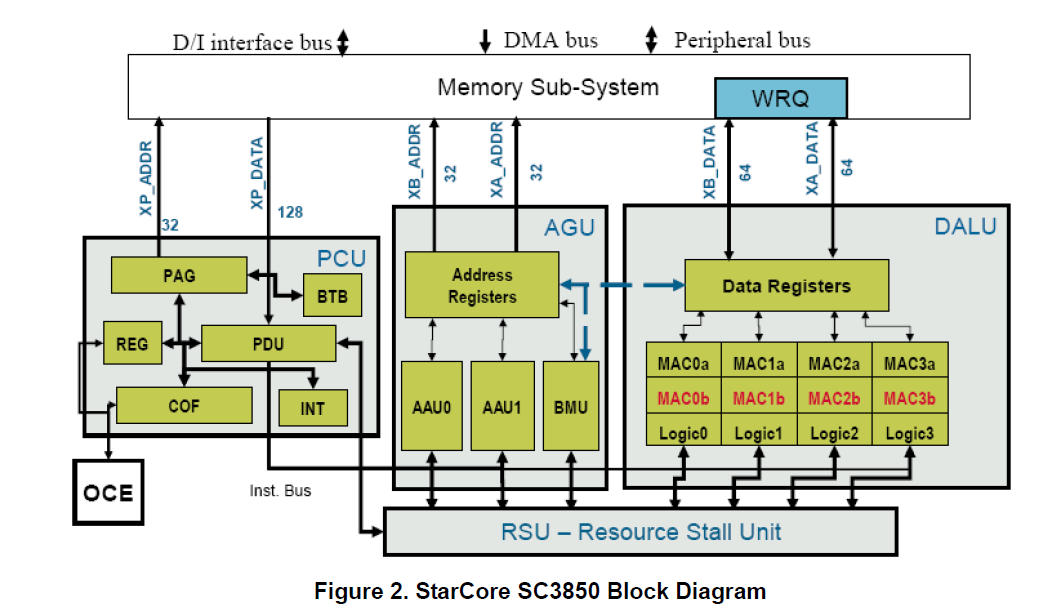 D/I interface bus
DMA bus
Peripheral bus
Memory Sub-System
WRQ
XP_ADDR
32
XP_DATA
128
XB_ADDR
32
XA_ADDR
32
XB_DATA
64
XA_DATA
64
PCU
PAG
BTB
REG
PDU
COF
INT
OCE
Inst. Bus
AGU
Address
Registers
AAU0
AAU1
BMU
DALU
Data Registers
MAC0a
MAC1a
MAC2a
MAC3a
MAC0b
MAC1b
MAC2b
MAC3b
Logic0
Logic1
Logic2
Logic3
RSU – Resource Stall Unit
Figure 2. StarCore SC3850 Block Diagram